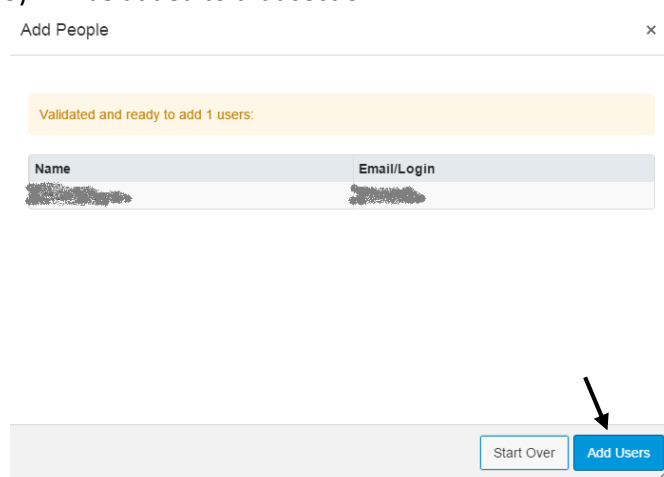 Add People ×
Validated and ready to add 1 users:
Name Email/Login
Start Over Add Users